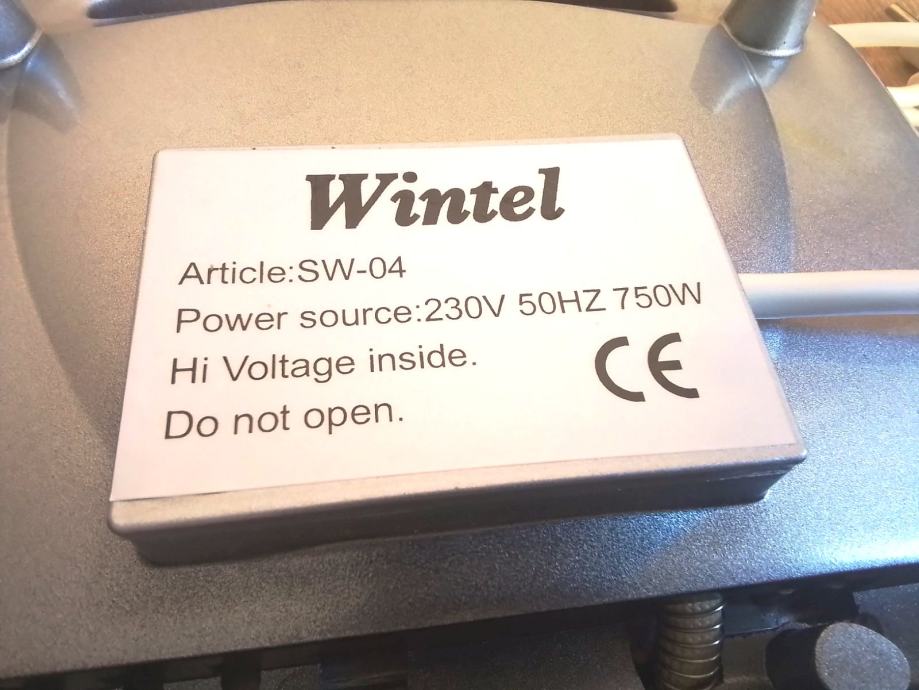 Wintel
Article:SW-04
Power source:230V 50HZ 750W
Hi Voltage inside.
Do not open.
CE